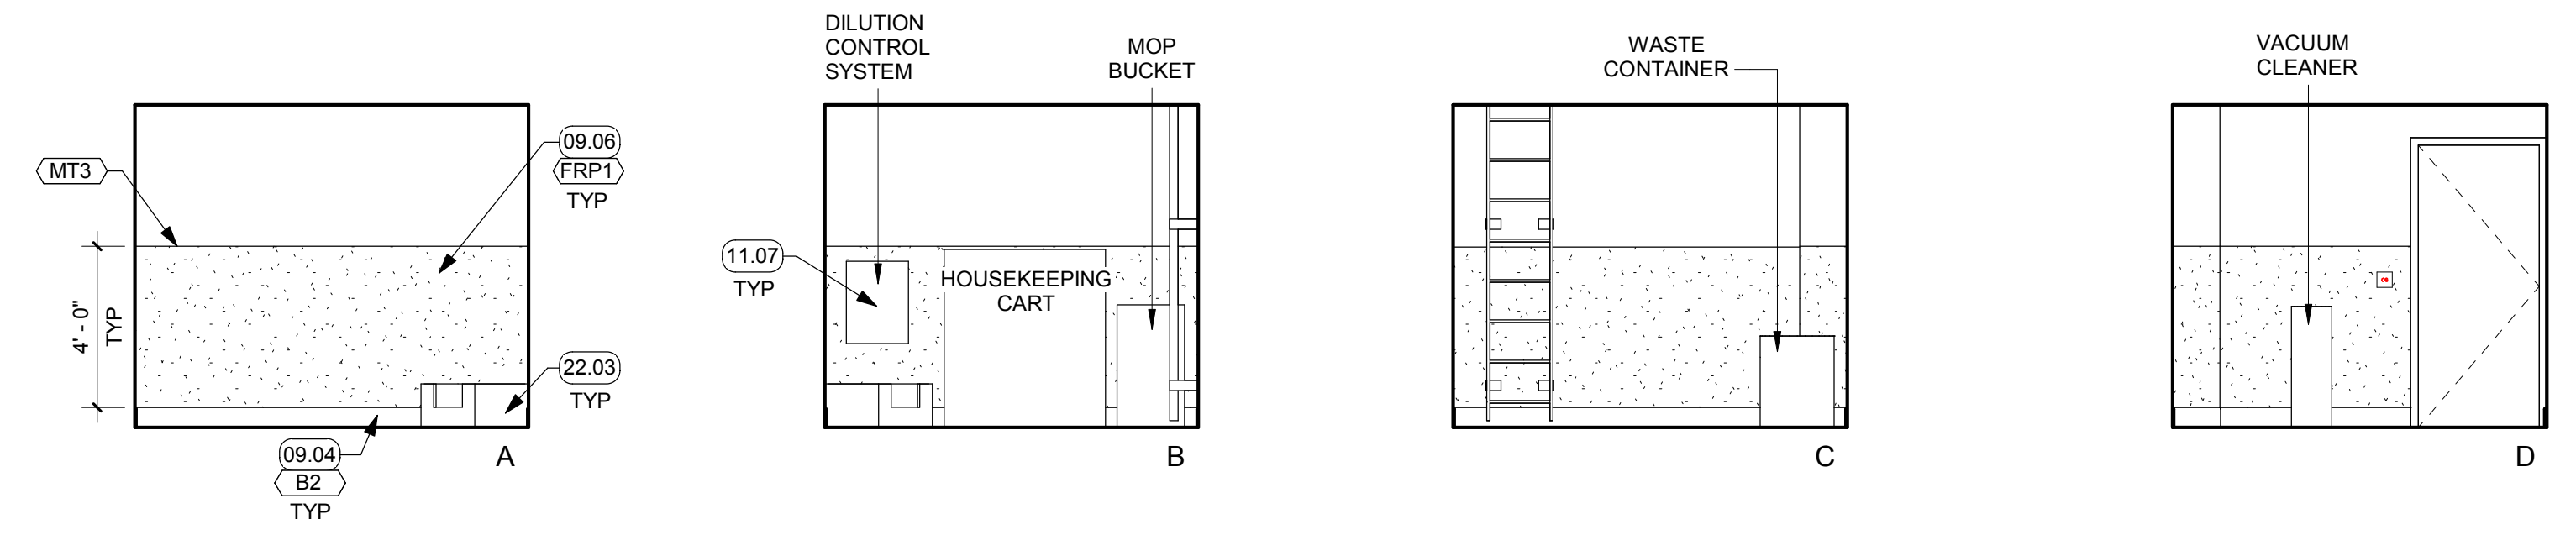 MT3
09.06
FRP1
TYP
4' - 0"
TYP
22.03
TYP
09.04
B2
TYP
A
DILUTION
CONTROL
SYSTEM
MOP
BUCKET
11.07
TYP
HOUSEKEEPING
CART
B
WASTE
CONTAINER
C
VACUUM
CLEANER
D